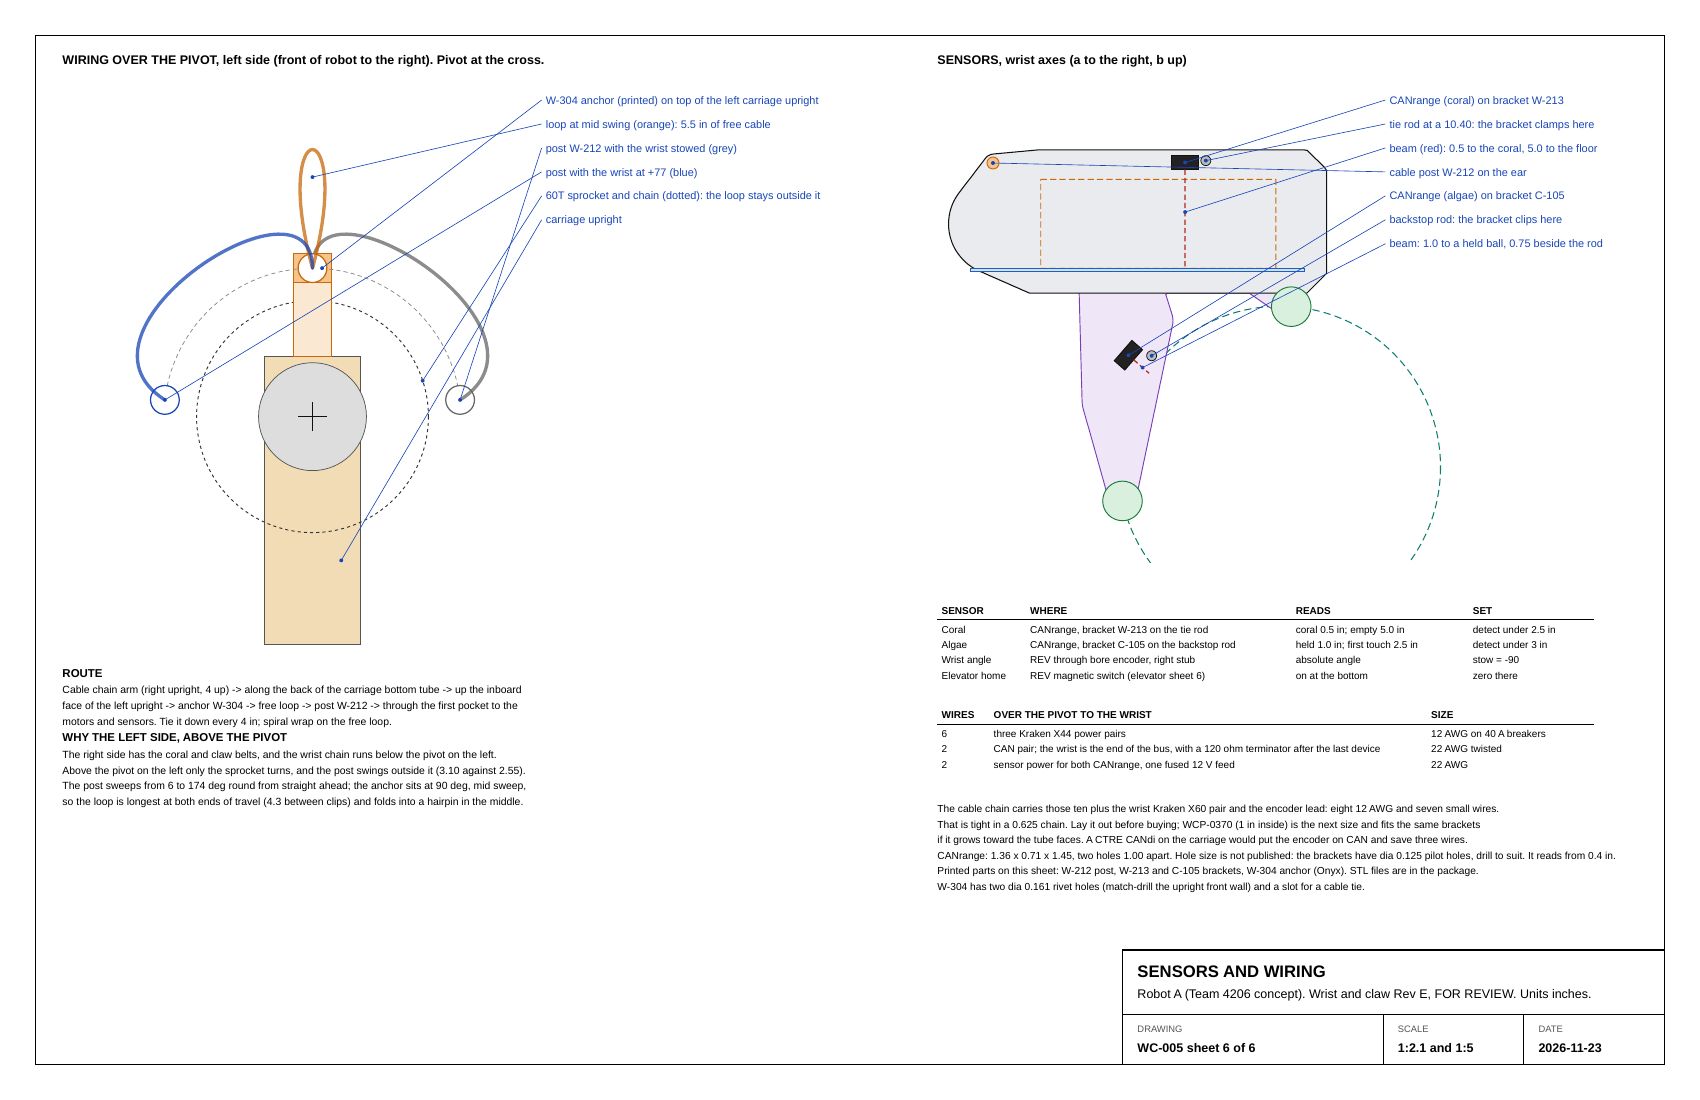 WIRING OVER THE PIVOT, left side (front of robot to the right). Pivot at the cross.
W-304 anchor (printed) on top of the left carriage upright
loop at mid swing (orange): 5.5 in of free cable
post W-212 with the wrist stowed (grey)
post with the wrist at +77 (blue)
60T sprocket and chain (dotted): the loop stays outside it
carriage upright
ROUTE
Cable chain arm (right upright, 4 up) -> along the back of the carriage bottom tube -> up the inboard
face of the left upright -> anchor W-304 -> free loop -> post W-212 -> through the first pocket to the
motors and sensors. Tie it down every 4 in; spiral wrap on the free loop.
WHY THE LEFT SIDE, ABOVE THE PIVOT
The right side has the coral and claw belts, and the wrist chain runs below the pivot on the left.
Above the pivot on the left only the sprocket turns, and the post swings outside it (3.10 against 2.55).
The post sweeps from 6 to 174 deg round from straight ahead; the anchor sits at 90 deg, mid sweep,
so the loop is longest at both ends of travel (4.3 between clips) and folds into a hairpin in the middle.
SENSORS, wrist axes (a to the right, b up)
CANrange (coral) on bracket W-213
tie rod at a 10.40: the bracket clamps here
beam (red): 0.5 to the coral, 5.0 to the floor
cable post W-212 on the ear
CANrange (algae) on bracket C-105
backstop rod: the bracket clips here
beam: 1.0 to a held ball, 0.75 beside the rod
SENSOR WHERE READS SET
Coral CANrange, bracket W-213 on the tie rod coral 0.5 in; empty 5.0 in detect under 2.5 in
Algae CANrange, bracket C-105 on the backstop rod held 1.0 in; first touch 2.5 in detect under 3 in
Wrist angle REV through bore encoder, right stub absolute angle stow = -90
Elevator home REV magnetic switch (elevator sheet 6) on at the bottom zero there
WIRES OVER THE PIVOT TO THE WRIST SIZE
6 three Kraken X44 power pairs 12 AWG on 40 A breakers
2 CAN pair; the wrist is the end of the bus, with a 120 ohm terminator after the last device 22 AWG twisted
2 sensor power for both CANrange, one fused 12 V feed 22 AWG
The cable chain carries those ten plus the wrist Kraken X60 pair and the encoder lead: eight 12 AWG and seven small wires.
That is tight in a 0.625 chain. Lay it out before buying; WCP-0370 (1 in inside) is the next size and fits the same brackets
if it grows toward the tube faces. A CTRE CANdi on the carriage would put the encoder on CAN and save three wires.
CANrange: 1.36 x 0.71 x 1.45, two holes 1.00 apart. Hole size is not published: the brackets have dia 0.125 pilot holes, drill to suit. It reads from 0.4 in.
Printed parts on this sheet: W-212 post, W-213 and C-105 brackets, W-304 anchor (Onyx). STL files are in the package.
W-304 has two dia 0.161 rivet holes (match-drill the upright front wall) and a slot for a cable tie.
SENSORS AND WIRING
Robot A (Team 4206 concept). Wrist and claw Rev E, FOR REVIEW. Units inches.
DRAWING SCALE DATE
WC-005 sheet 6 of 6 1:2.1 and 1:5 2026-11-23